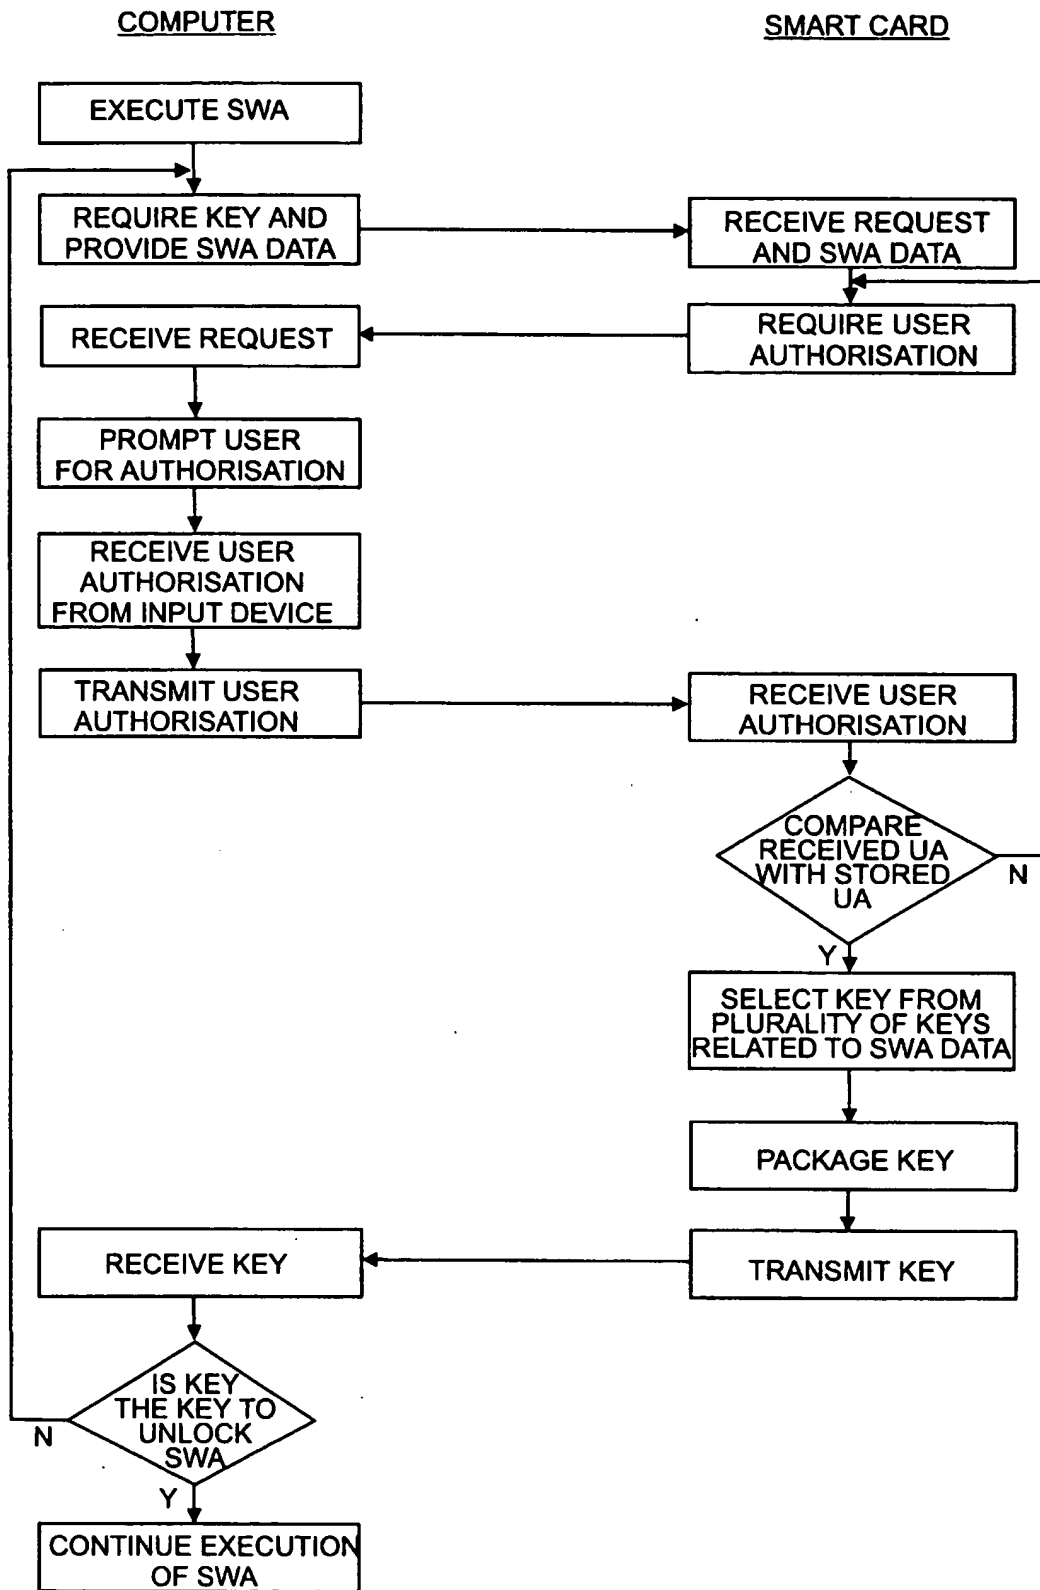 COMPUTER
SMART CARD
EXECUTE SWA
REQUIRE KEY AND
PROVIDE SWA DATA
RECEIVE REQUEST
AND SWA DATA
RECEIVE REQUEST
REQUIRE USER
AUTHORISATION
PROMPT USER
FOR AUTHORISATION
RECEIVE USER
AUTHORISATION
FROM INPUT DEVICE
TRANSMIT USER
AUTHORISATION
RECEIVE USER
AUTHORISATION
COMPARE
RECEIVED UA
WITH STORED
UA
N
Y
SELECT KEY FROM
PLURALITY OF KEYS
RELATED TO SWA DATA
PACKAGE KEY
RECEIVE KEY
TRANSMIT KEY
IS KEY
THE KEY TO
UNLOCK
SWA
N
Y
CONTINUE EXECUTION
OF SWA